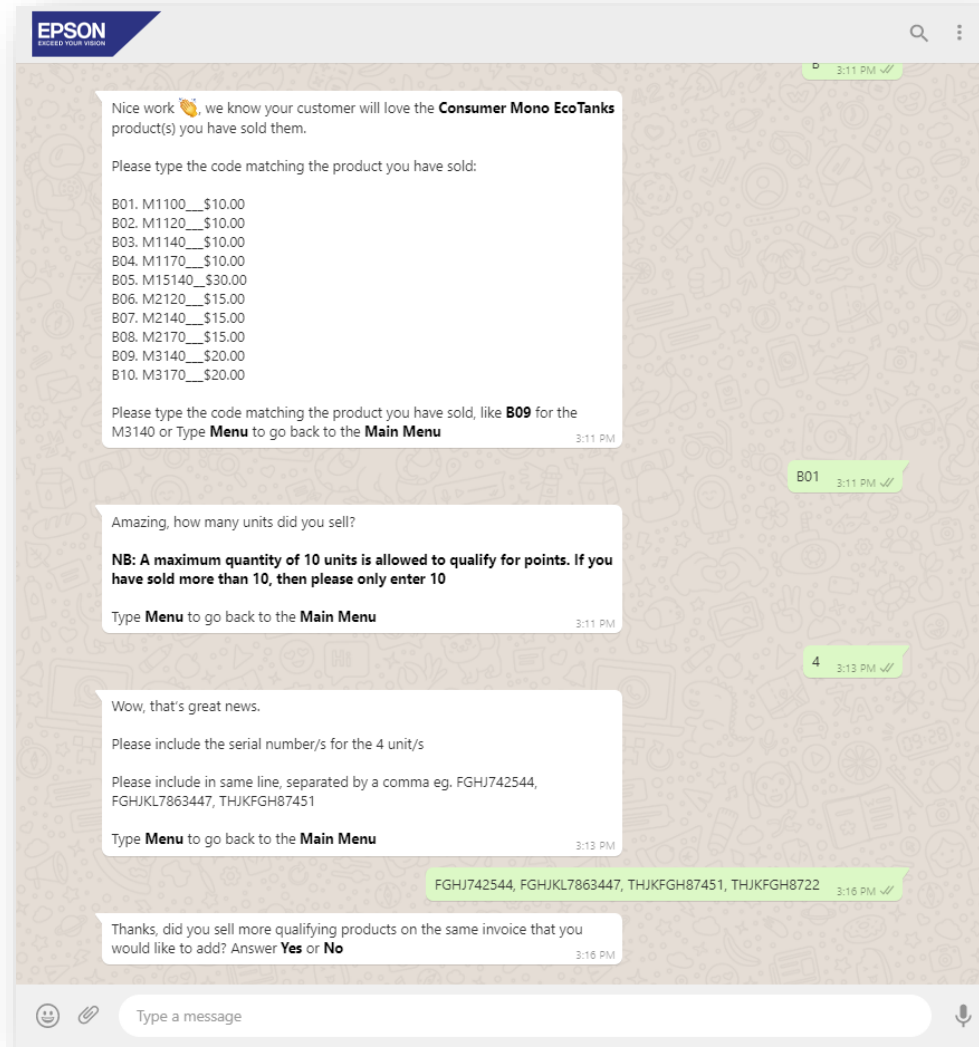 EPSON
EXCEED YOUR VISION
B 3:11 PM
Nice work 👏, we know your customer will love the Consumer Mono EcoTanks
product(s) you have sold them.
Please type the code matching the product you have sold:
B01. M1100___$10.00
B02. M1120___$10.00
B03. M1140___$10.00
B04. M1170___$10.00
B05. M15140__$30.00
B06. M2120___$15.00
B07. M2140___$15.00
B08. M2170___$15.00
B09. M3140___$20.00
B10. M3170___$20.00
Please type the code matching the product you have sold, like B09 for the
M3140 or Type Menu to go back to the Main Menu
3:11 PM
B01 3:11 PM
Amazing, how many units did you sell?
NB: A maximum quantity of 10 units is allowed to qualify for points. If you
have sold more than 10, then please only enter 10
Type Menu to go back to the Main Menu
3:11 PM
4 3:13 PM
Wow, that's great news.
Please include the serial number/s for the 4 unit/s
Please include in same line, separated by a comma eg. FGHJ742544,
FGHJKL7863447, THJKFGH87451
Type Menu to go back to the Main Menu
3:13 PM
FGHJ742544, FGHJKL7863447, THJKFGH87451, THJKFGH8722 3:16 PM
Thanks, did you sell more qualifying products on the same invoice that you
would like to add? Answer Yes or No
3:16 PM
Type a message